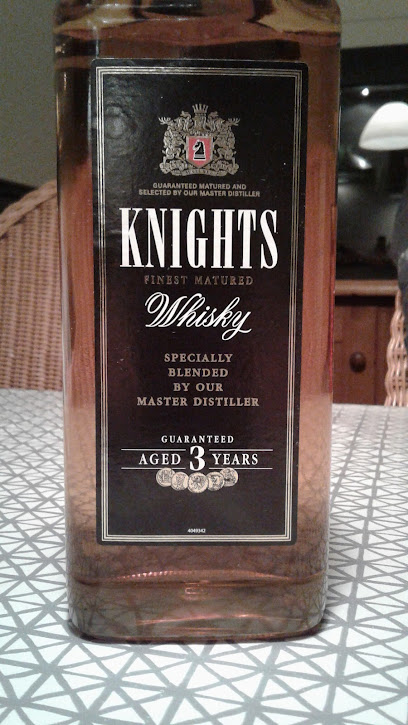 GUARANTEED MATURED AND
SELECTED BY OUR MASTER DISTILLER
KNIGHTS
FINEST MATURED
Whisky
SPECIALLY
BLENDED
BY OUR
MASTER DISTILLER
GUARANTEED
AGED 3 YEARS
4049342